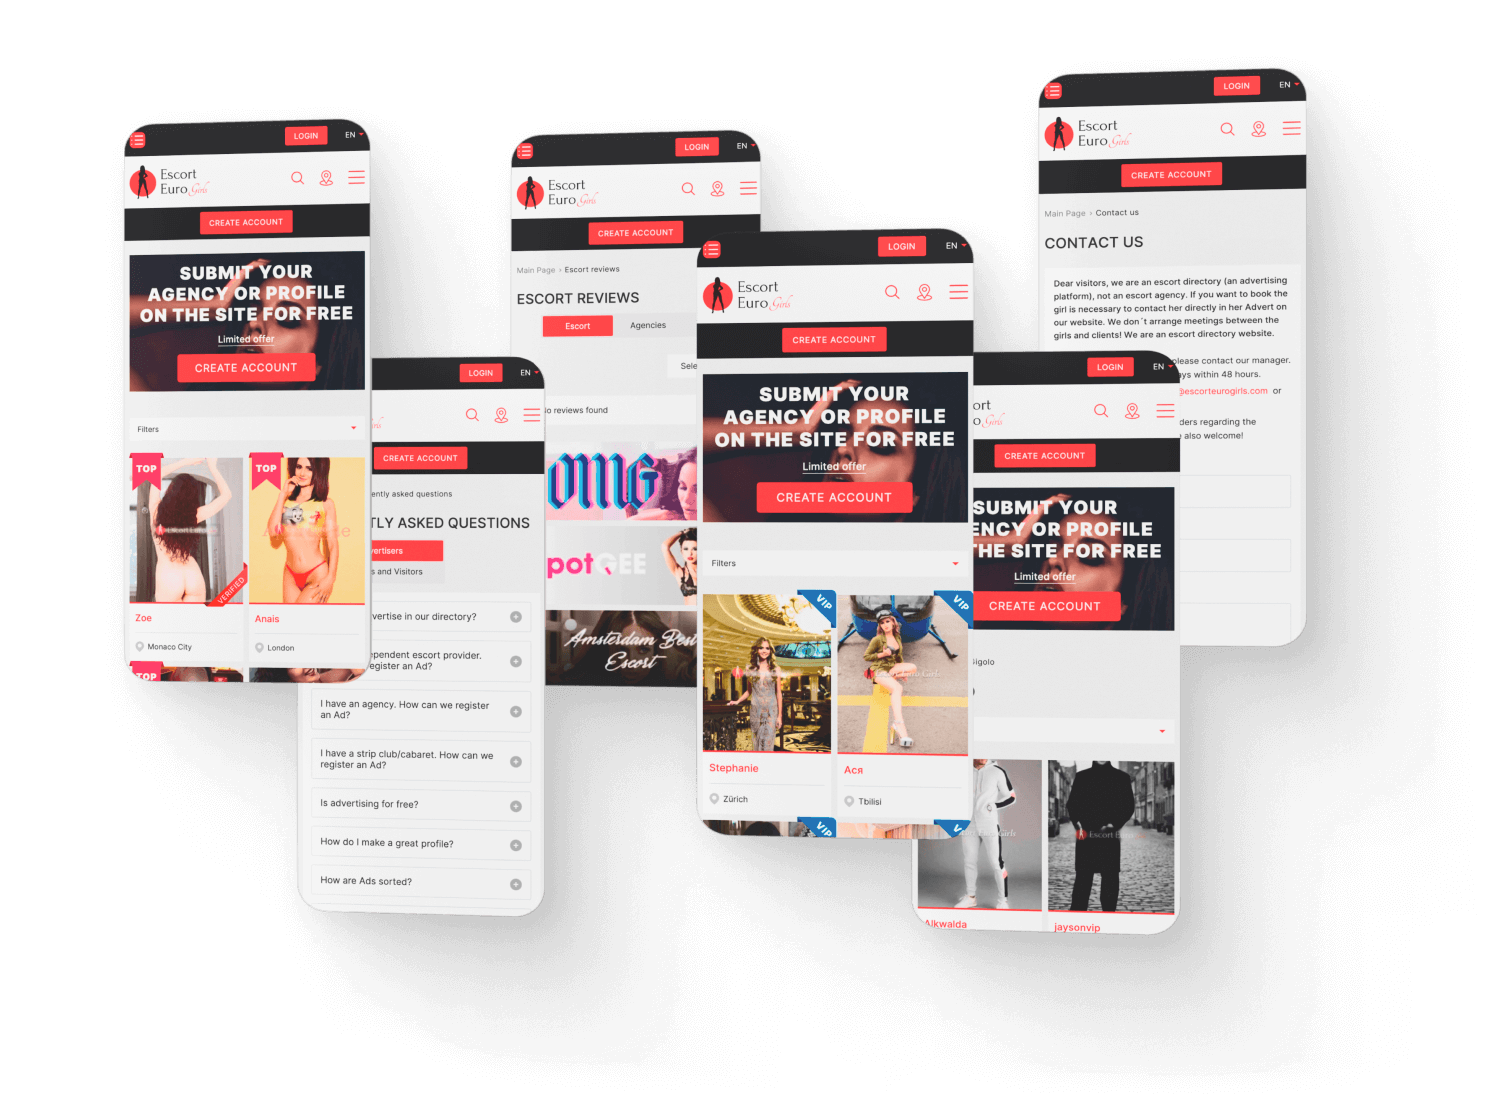 LOGIN
EN
Escort
Euro Girls
CREATE ACCOUNT
SUBMIT YOUR
AGENCY OR PROFILE
ON THE SITE FOR FREE
Limited offer
CREATE ACCOUNT
Filters
TOP
TOP
VERIFIED
Zoe
Anais
Monaco City
London
TOP
LOGIN
EN
CREATE ACCOUNT
ently asked questions
TLY ASKED QUESTIONS
vertisers
s and Visitors
vertise in our directory?
ependent escort provider.
egister an Ad?
I have an agency. How can we register
an Ad?
I have a strip club/cabaret. How can we
register an Ad?
Is advertising for free?
How do I make a great profile?
How are Ads sorted?
LOGIN
EN
Escort
Euro Girls
CREATE ACCOUNT
Main Page › Escort reviews
ESCORT REVIEWS
Escort
Agencies
Sele
o reviews found
OMG
potGEE
Amsterdam Best
Escort
LOGIN
EN
Escort
Euro Girls
CREATE ACCOUNT
SUBMIT YOUR
AGENCY OR PROFILE
ON THE SITE FOR FREE
Limited offer
CREATE ACCOUNT
Filters
VIP
VIP
Stephanie
Ася
Zürich
Tbilisi
VIP
VIP
LOGIN
EN
ort
o Girls
CREATE ACCOUNT
SUBMIT YOUR
ENCY OR PROFILE
THE SITE FOR FREE
Limited offer
CREATE ACCOUNT
Gigolo
Escort Euro Girls
Alkwalda
jaysonvip
LOGIN
EN
Escort
Euro Girls
CREATE ACCOUNT
Main Page › Contact us
CONTACT US
Dear visitors, we are an escort directory (an advertising
platform), not an escort agency. If you want to book the
girl is necessary to contact her directly in her Advert on
our website. We don´t arrange meetings between the
girls and clients! We are an escort directory website.
please contact our manager.
ays within 48 hours.
@escorteurogirls.com or
ders regarding the
also welcome!